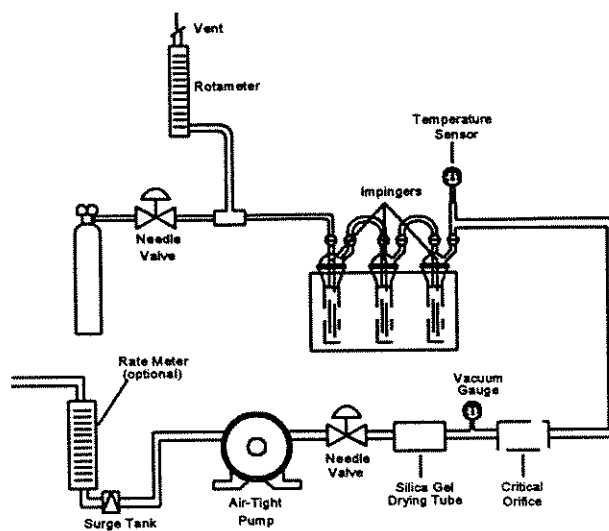 Vent
Rotameter
Temperature
Sensor
Impingers
Needle
Valve
Rate Meter
(optional)
Vacuum
Gauge
Needle
Valve
Silica Gel
Drying Tube
Critical
Orifice
Air-Tight
Pump
Surge Tank